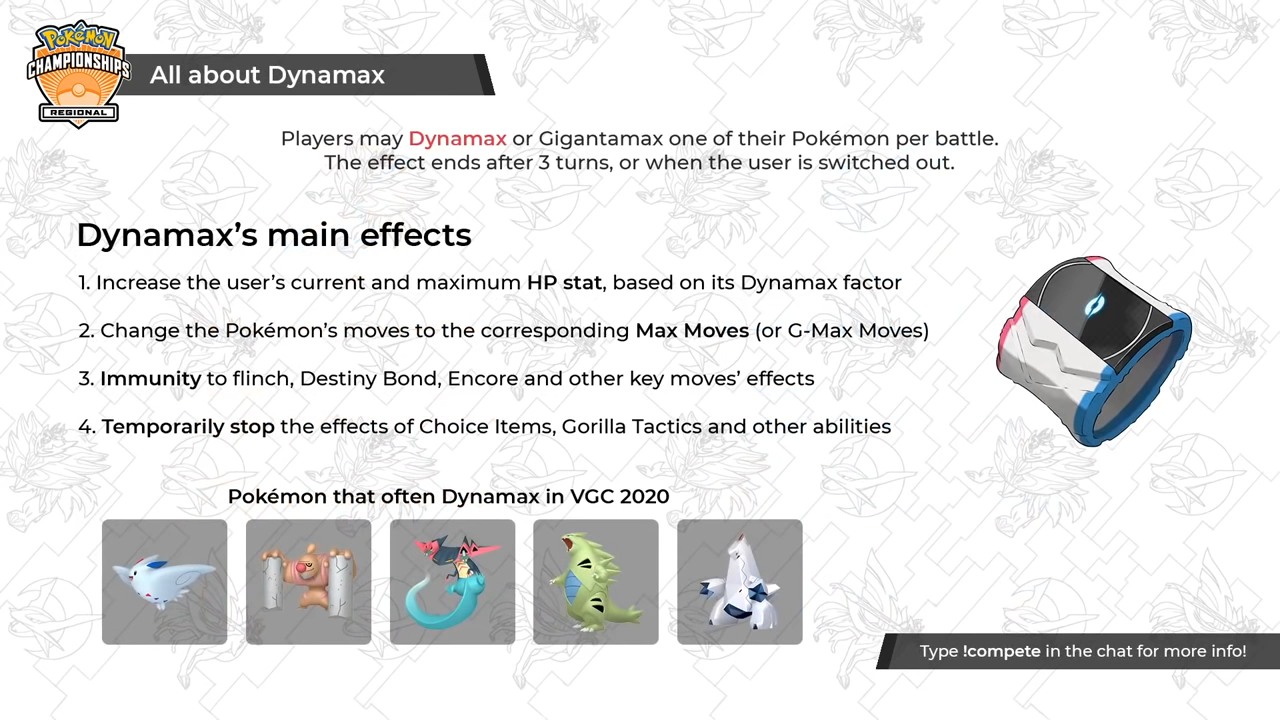 Pokémon
CHAMPIONSHIPS
REGIONAL
All about Dynamax
Players may Dynamax or Gigantamax one of their Pokémon per battle.
The effect ends after 3 turns, or when the user is switched out.
Dynamax’s main effects
1. Increase the user’s current and maximum HP stat, based on its Dynamax factor
2. Change the Pokémon’s moves to the corresponding Max Moves (or G-Max Moves)
3. Immunity to flinch, Destiny Bond, Encore and other key moves’ effects
4. Temporarily stop the effects of Choice Items, Gorilla Tactics and other abilities
Pokémon that often Dynamax in VGC 2020
Type !compete in the chat for more info!